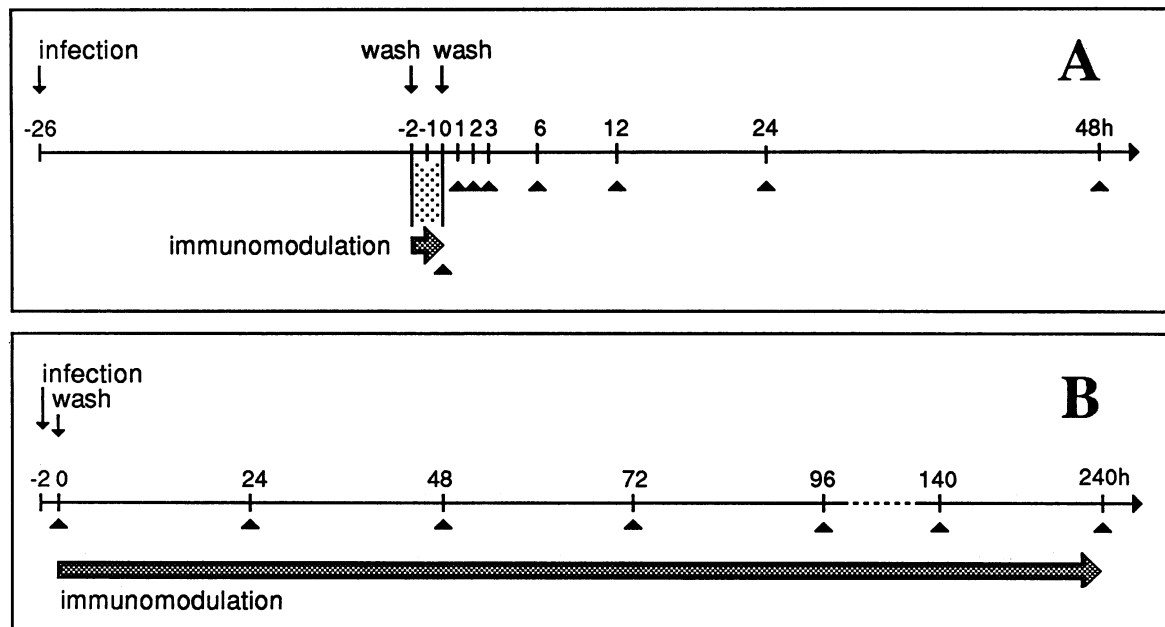 infection wash wash A
-26 -2 -1 0 1 2 3 6 12 24 48h
immunomodulation
infection
wash B
-2 0 24 48 72 96 140 240h
immunomodulation